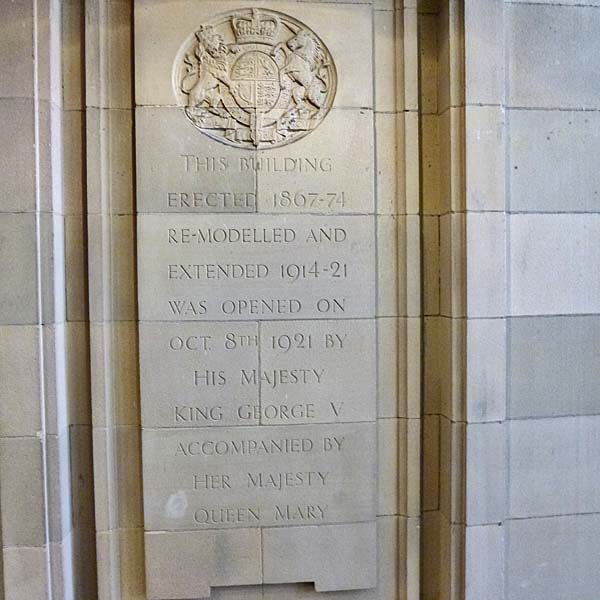 THIS BUILDING
ERECTED 1867-74
RE-MODELLED AND
EXTENDED 1914-21
WAS OPENED ON
OCT. 8TH 1921 BY
HIS MAJESTY
KING GEORGE V
ACCOMPANIED BY
HER MAJESTY
QUEEN MARY